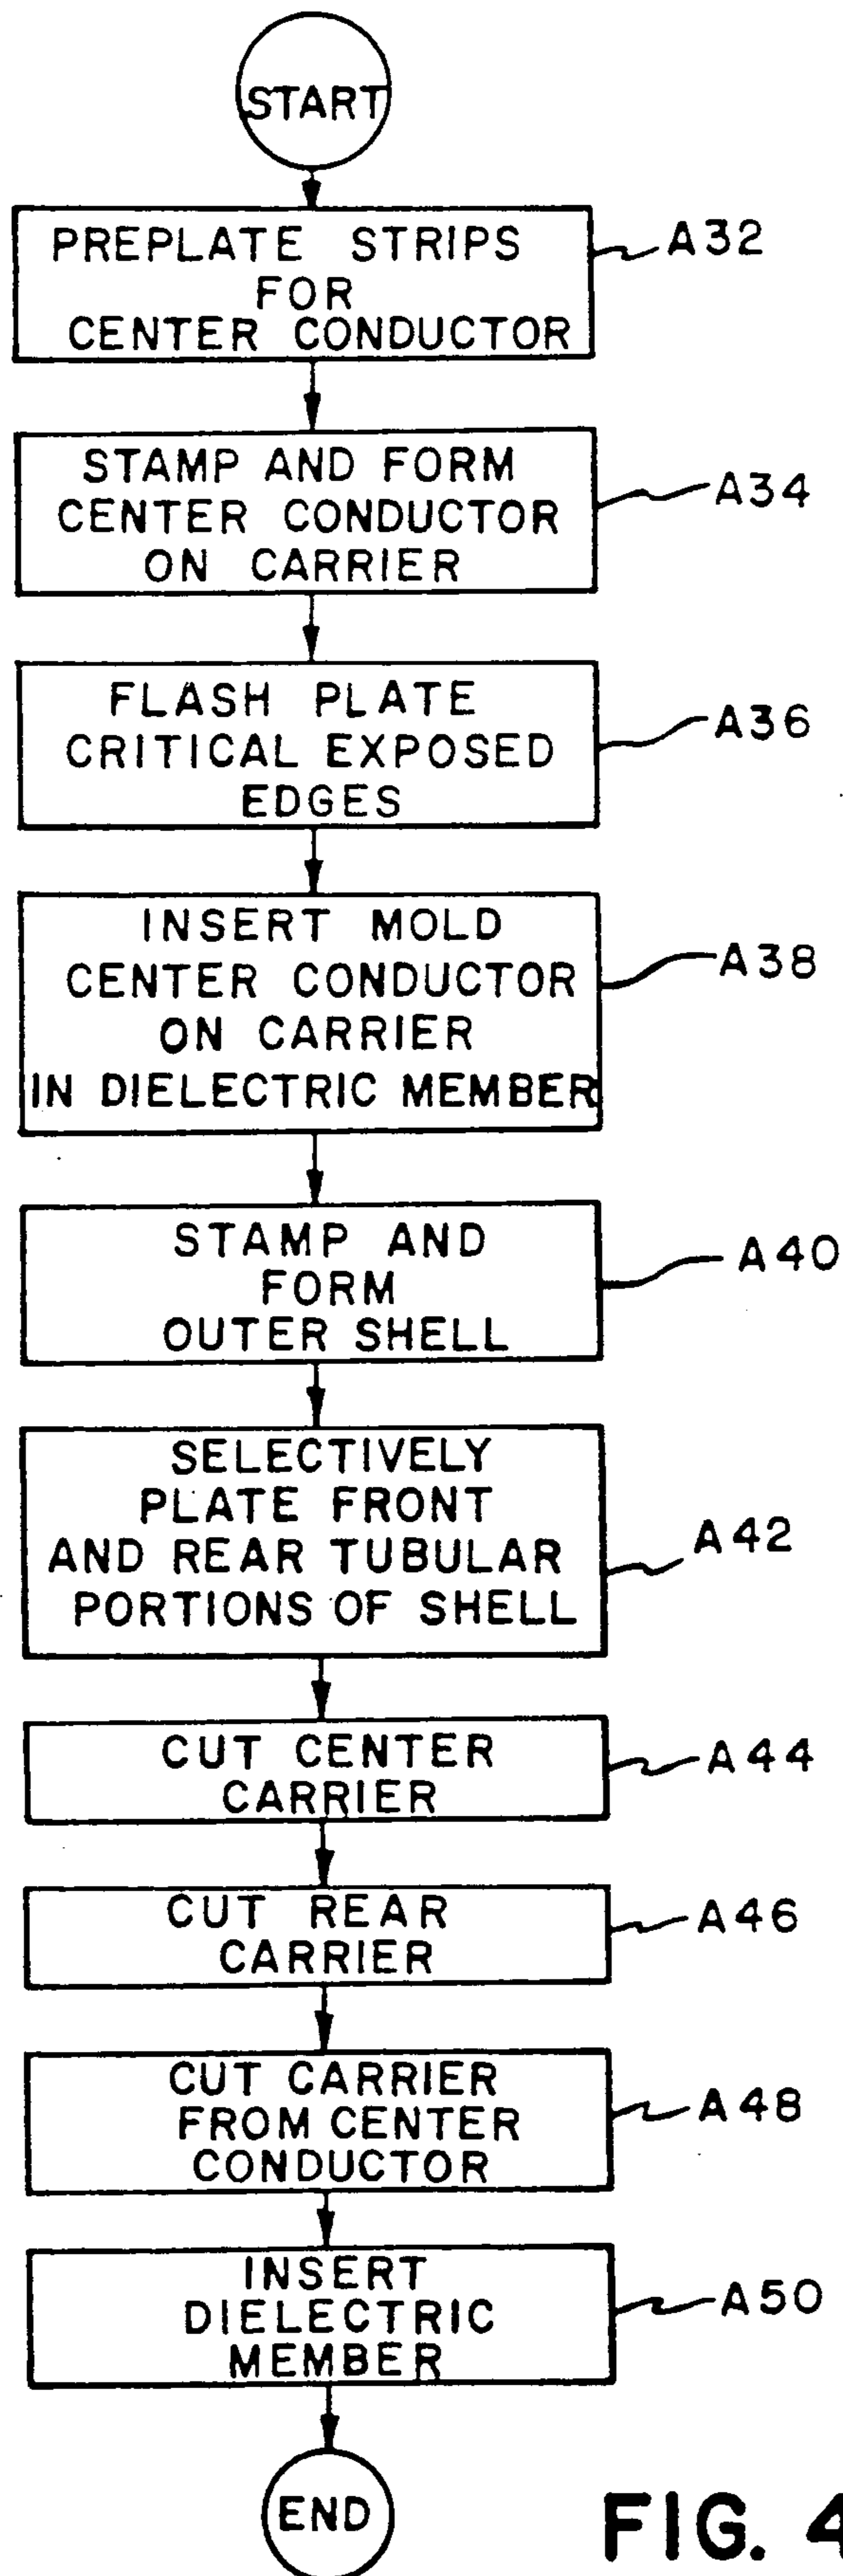 START
PREPLATE STRIPS
FOR
CENTER CONDUCTOR
A32
STAMP AND FORM
CENTER CONDUCTOR
ON CARRIER
A34
FLASH PLATE
CRITICAL EXPOSED
EDGES
A36
INSERT MOLD
CENTER CONDUCTOR
ON CARRIER
IN DIELECTRIC MEMBER
A38
STAMP AND
FORM
OUTER SHELL
A40
SELECTIVELY
PLATE FRONT
AND REAR TUBULAR
PORTIONS OF SHELL
A42
CUT CENTER
CARRIER
A44
CUT REAR
CARRIER
A46
CUT CARRIER
FROM CENTER
CONDUCTOR
A48
INSERT
DIELECTRIC
MEMBER
A50
END
FIG. 4